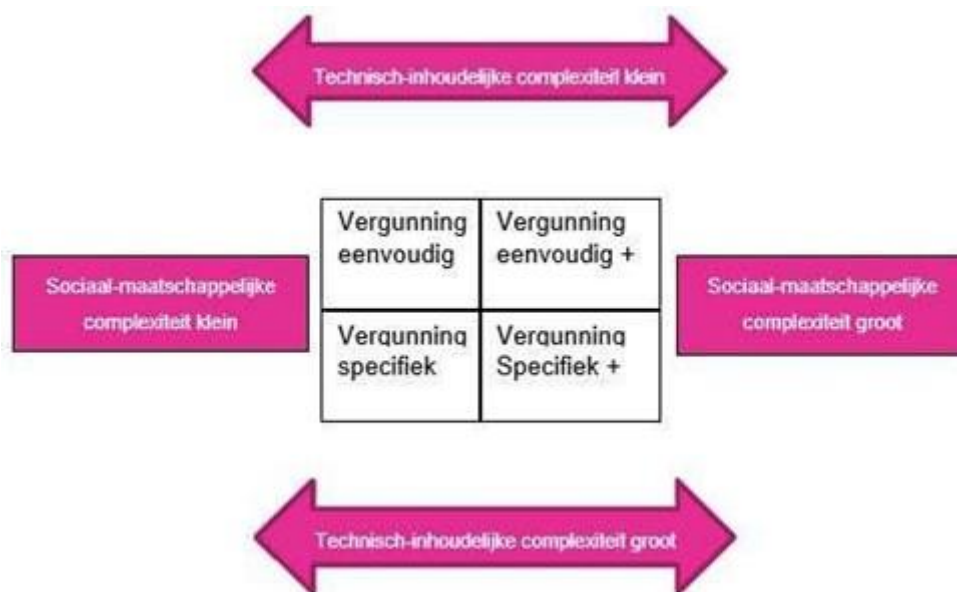 Technisch-inhoudelijke complexiteit klein
Vergunning
eenvoudig
Vergunning
eenvoudig +
Sociaal-maatschappelijke
complexiteit klein
Sociaal-maatschappelijke
complexiteit groot
Vergunning
specifiek
Vergunning
Specifiek +
Technisch-inhoudelijke complexiteit groot